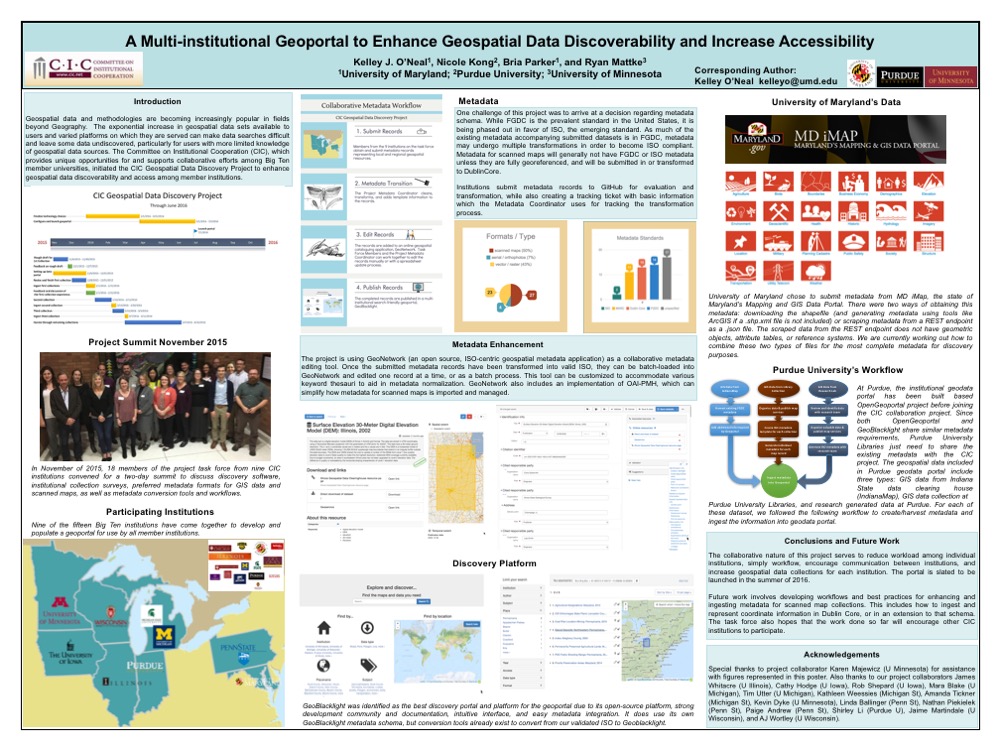 A Multi-institutional Geoportal to Enhance Geospatial Data Discoverability and Increase Accessibility
Kelley J. O'Neal1, Nicole Kong2, Bria Parker1, and Ryan Mattke3
1University of Maryland; 2Purdue University; 3University of Minnesota
Corresponding Author:
Kelley O'Neal kelleyo@umd.edu
C·I·C
www.cic.net
COMMITTEE ON
INSTITUTIONAL
COOPERATION
PURDUE
UNIVERSITY
UNIVERSITY
OF MINNESOTA
Introduction
Geospatial data and methodologies are becoming increasingly popular in fields
beyond Geography. The exponential increase in geospatial data sets available to
users and varied platforms on which they are served can make data searches difficult
and leave some data undiscovered, particularly for users with more limited knowledge
of geospatial data sources. The Committee on Institutional Cooperation (CIC), which
provides unique opportunities for and supports collaborative efforts among Big Ten
member universities, initiated the CIC Geospatial Data Discovery Project to enhance
geospatial data discoverability and access among member institutions.
CIC Geospatial Data Discovery Project
Through June 2016
2015
2016
Project Summit November 2015
In November of 2015, 18 members of the project task force from nine CIC
institutions convened for a two-day summit to discuss discovery software,
institution collection surveys, preferred metadata formats for GIS data and
scanned maps, as well as metadata conversion tools and workflows.
Participating Institutions
Nine of the fifteen Big Ten institutions have come together to develop and
populate a geoportal for use by all member institutions.
UNIVERSITY
OF MINNESOTA
WISCONSIN
MICHIGAN STATE
MICHIGAN
THE UNIVERSITY
OF IOWA
PURDUE
ILLINOIS
PENNSTATE
Collaborative Metadata Workflow
CIC Geospatial Data Discovery Project
1. Submit Records
2. Metadata Transition
3. Edit Records
4. Publish Records
Metadata
One challenge of this project was to arrive at a decision regarding metadata
schema. While FGDC is the prevalent standard in the United States, it is
being phased out in favor of ISO, the emerging standard. As much of the
existing metadata accompanying submitted datasets is in FGDC, metadata
may undergo multiple transformations in order to become ISO compliant.
Metadata for scanned maps will generally not have FGDC or ISO metadata
unless they are fully georeferenced, and will be submitted in or transformed
to DublinCore.
Institutions submit metadata records to GitHub for evaluation and
transformation, while also creating a tracking ticket with basic information
which the Metadata Coordinator uses for tracking the transformation
process.
Formats / Type
Metadata Standards
Metadata Enhancement
The project is using GeoNetwork (an open source, ISO-centric geospatial metadata application) as a collaborative metadata
editing tool. Once the submitted metadata records have been transformed into valid ISO, they can be batch-loaded into
GeoNetwork and edited one record at a time, or as a batch process. This tool can be customized to accommodate various
keyword thesauri to aid in metadata normalization. GeoNetwork also includes an implementation of OAI-PMH, which can
simplify how metadata for scanned maps is imported and managed.
Surface Elevation 30-Meter Digital Elevation
Model (DEM): Illinois, 2002
Download and links
About this resource
Discovery Platform
Explore and discover...
Find the maps and data you need
Find by...
Find by location
Institution
Data type
Places
Subjects
GeoBlacklight was identified as the best discovery portal and platform for the geoportal due to its open-source platform, strong
development community and documentation, intuitive interface, and easy metadata integration. It does use its own
GeoBlacklight metadata schema, but conversion tools already exist to convert from our validated ISO to Geoblacklight.
University of Maryland's Data
MARYLAND
.gov
MD iMAP
MARYLAND'S MAPPING & GIS DATA PORTAL
University of Maryland chose to submit metadata from MD iMAP, the state of
Maryland's Mapping and GIS Data Portal. There were two ways of obtaining this
metadata: downloading the shapefile (and generating metadata using tools like
ArcGIS if a .shp.xml file is not included) or scraping metadata from a REST endpoint
as a .json file. The scraped data from the REST endpoint does not have geometric
objects, attribute tables, or reference systems. We are currently working out how to
combine these two types of files for the most complete metadata for discovery
purposes.
Purdue University's Workflow
At Purdue, the institutional geodata
portal has been built based
OpenGeoportal project before joining
the CIC collaboration project. Since
both OpenGeoportal and
GeoBlacklight share similar metadata
requirements, Purdue University
Libraries just need to share the
existing metadata with the CIC
project. The geospatial data included
in Purdue geodata portal include
three types: GIS data from Indiana
State data clearing house
(IndianaMap), GIS data collection at
Purdue University Libraries, and research generated data at Purdue. For each of
these dataset, we followed the following workflow to create/harvest metadata and
ingest the information into geodata portal.
Conclusions and Future Work
The collaborative nature of this project serves to reduce workload among individual
institutions, simply workflow, encourage communication between institutions, and
increase geospatial data collections for each institution. The portal is slated to be
launched in the summer of 2016.
Future work involves developing workflows and best practices for enhancing and
ingesting metadata for scanned map collections. This includes how to ingest and
represent coordinate information in Dublin Core, or in an extension to that schema.
The task force also hopes that the work done so far will encourage other CIC
institutions to participate.
Acknowledgements
Special thanks to project collaborator Karen Majewicz (U Minnesota) for assistance
with figures represented in this poster. Also thanks to our project collaborators James
Whitacre (U Illinois), Cathy Hodge (U Iowa), Rob Shepard (U Iowa), Mara Blake (U
Michigan), Tim Utter (U Michigan), Kathleen Weessies (Michigan St), Amanda Tickner
(Michigan St), Kevin Dyke (U Minnesota), Linda Ballinger (Penn St), Nathan Piekielek
(Penn St), Paige Andrew (Penn St), Shirley Li (Purdue U), Jaime Martindale (U
Wisconsin), and AJ Wortley (U Wisconsin).